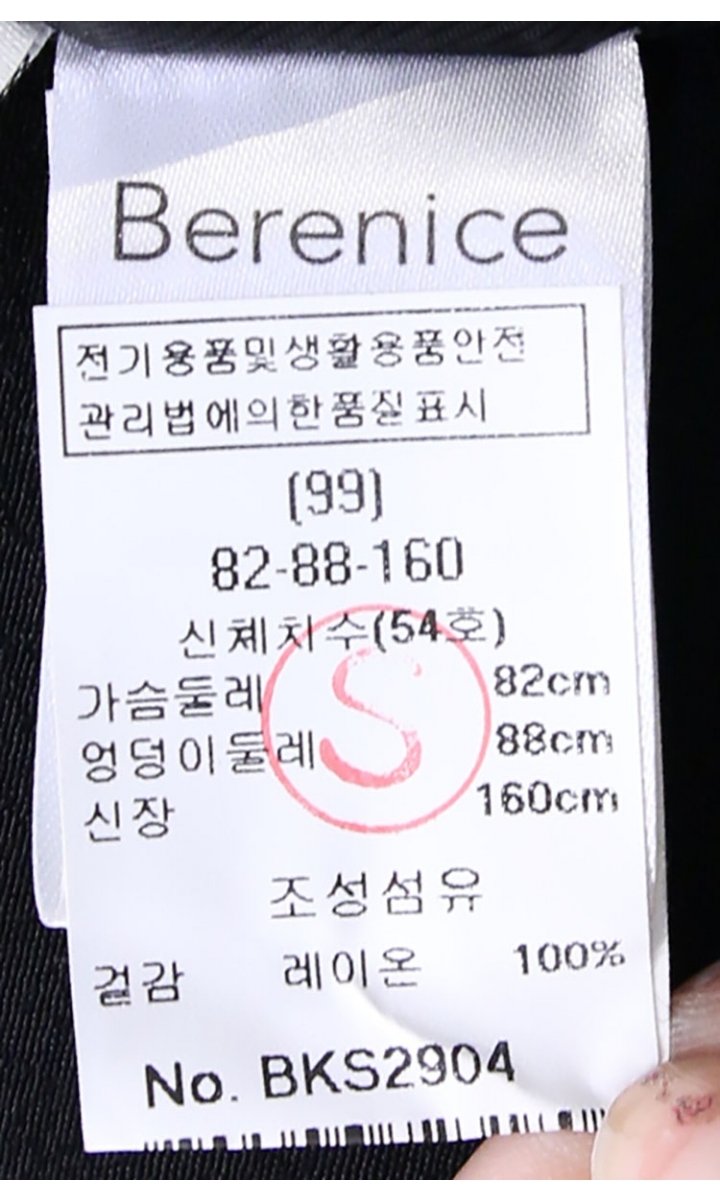 Berenice
전기용품및생활용품안전
관리법에의한품질표시
(99)
82-88-160
신체치수(54호)
S
가슴둘레 82cm
엉덩이둘레 88cm
신장 160cm
조성섬유
겉감 레이온 100%
No. BKS2904